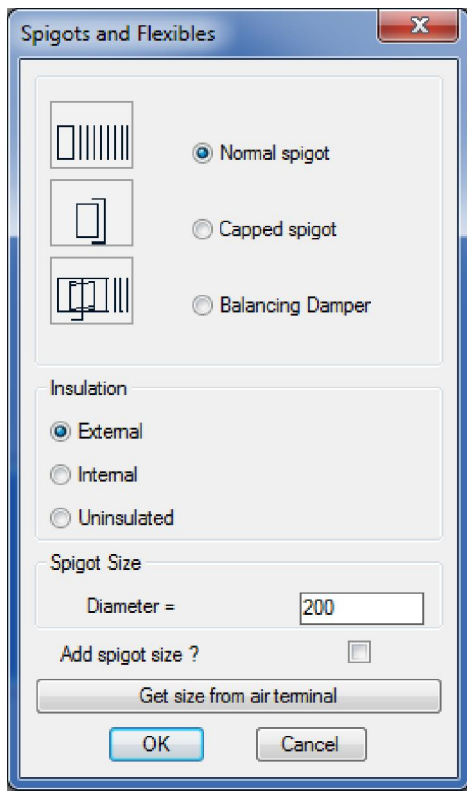 Spigots and Flexibles
Normal spigot
Capped spigot
Balancing Damper
Insulation
External
Internal
Uninsulated
Spigot Size
Diameter = 200
Add spigot size ?
Get size from air terminal
OK Cancel